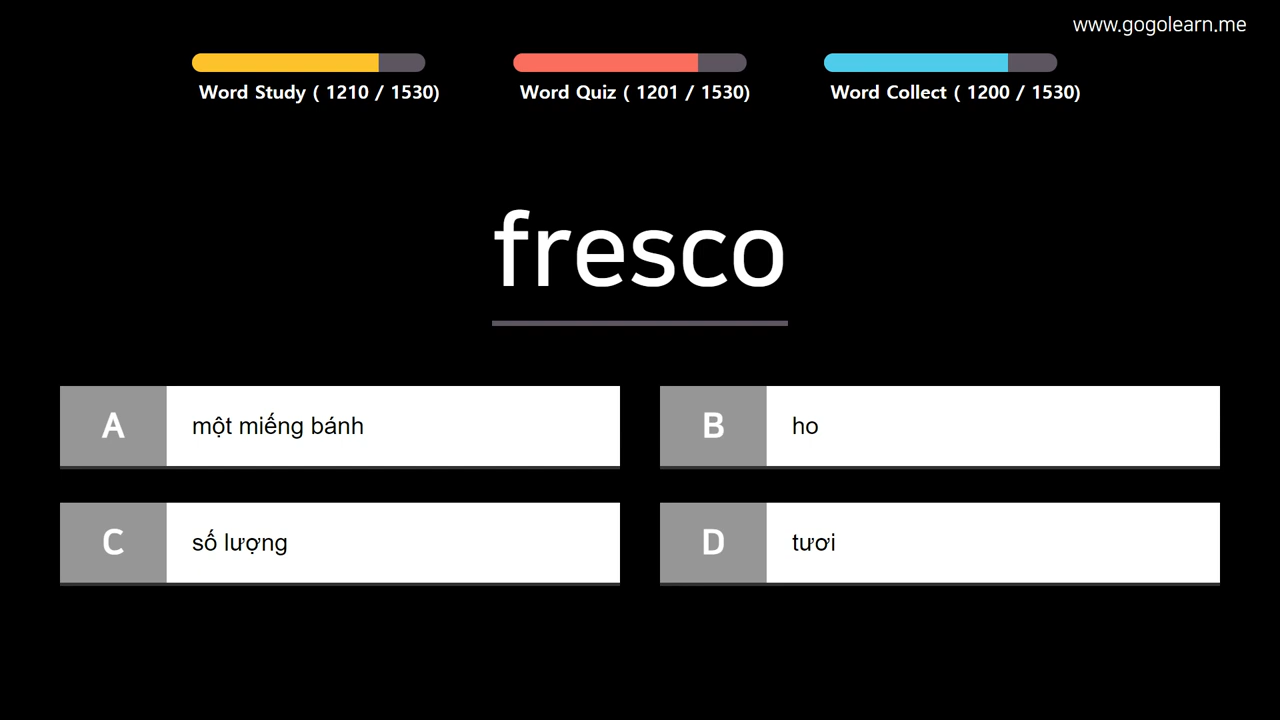 www.gogolearn.me
Word Study ( 1210 / 1530)
Word Quiz ( 1201 / 1530)
Word Collect ( 1200 / 1530)
fresco
A
một miếng bánh
B
ho
C
số lượng
D
tươi